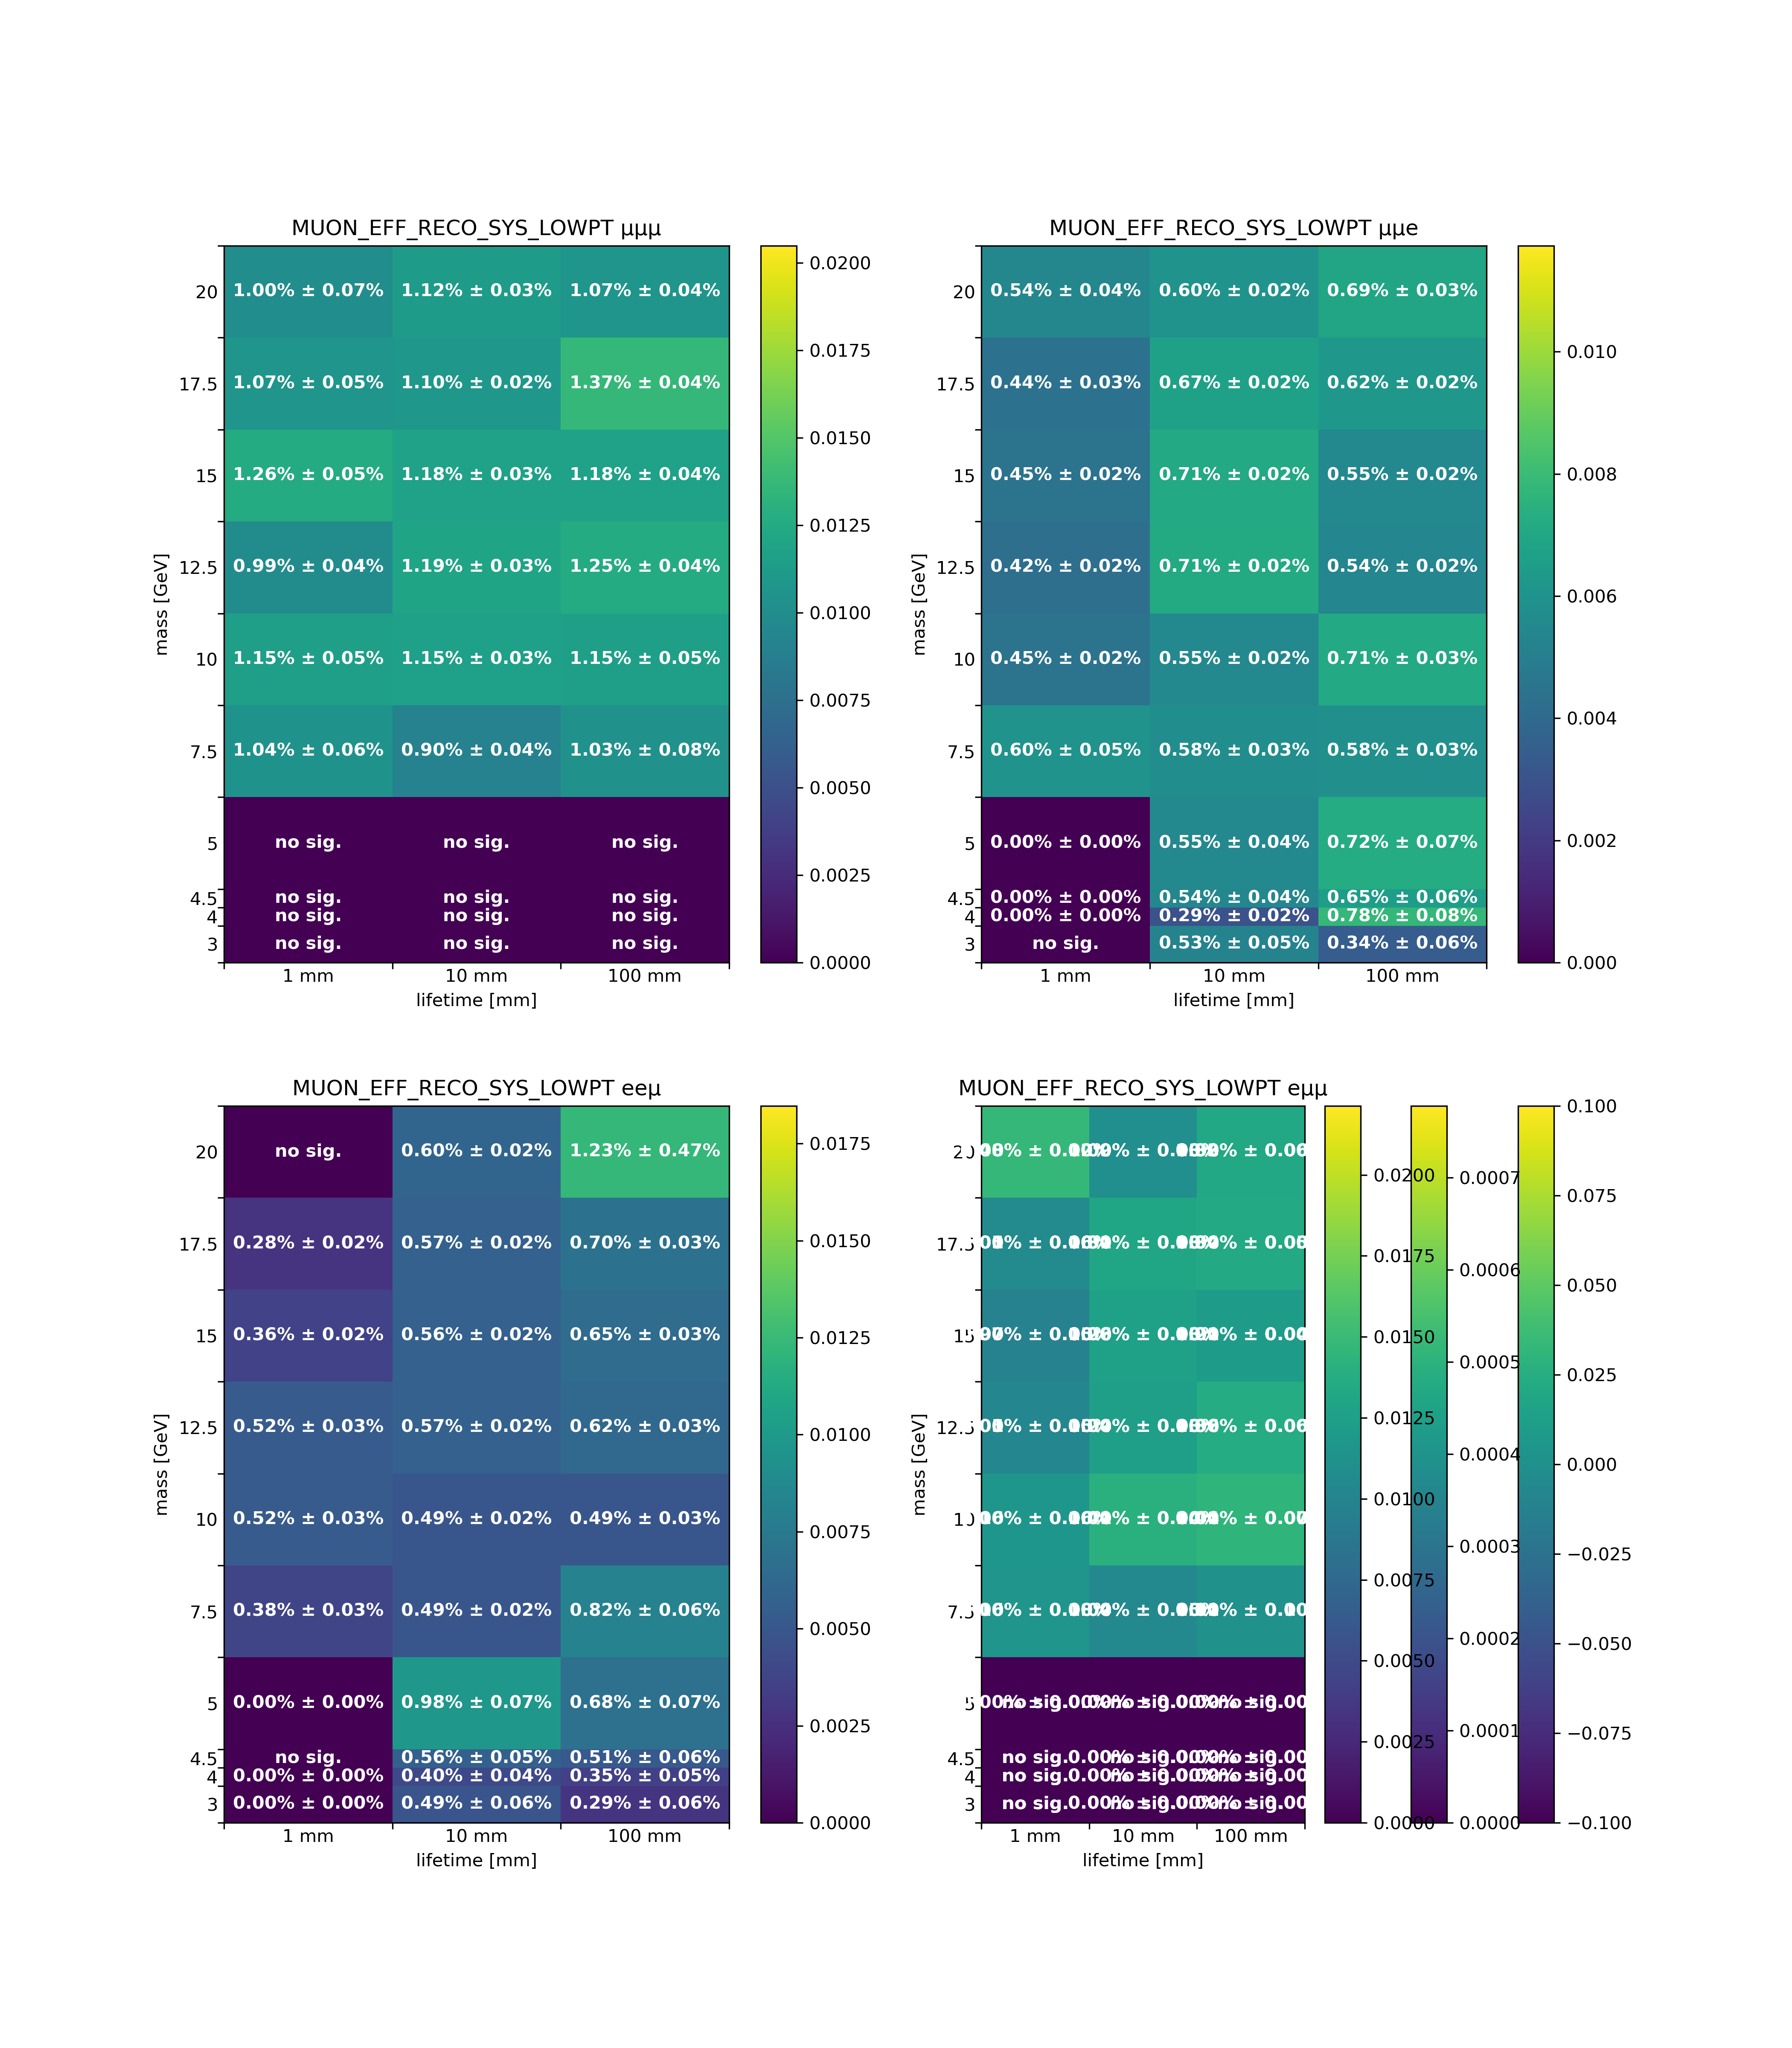 MUON_EFF_RECO_SYS_LOWPT μμμ
20 1.00% ± 0.07% 1.12% ± 0.03% 1.07% ± 0.04%
17.5 1.07% ± 0.05% 1.10% ± 0.02% 1.37% ± 0.04%
15 1.26% ± 0.05% 1.18% ± 0.03% 1.18% ± 0.04%
12.5 0.99% ± 0.04% 1.19% ± 0.03% 1.25% ± 0.04%
10 1.15% ± 0.05% 1.15% ± 0.03% 1.15% ± 0.05%
7.5 1.04% ± 0.06% 0.90% ± 0.04% 1.03% ± 0.08%
5 no sig. no sig. no sig.
4.5 no sig. no sig. no sig.
4 no sig. no sig. no sig.
3 no sig. no sig. no sig.
1 mm 10 mm 100 mm
lifetime [mm]
mass [GeV]
0.0200
0.0175
0.0150
0.0125
0.0100
0.0075
0.0050
0.0025
0.0000
MUON_EFF_RECO_SYS_LOWPT μμe
20 0.54% ± 0.04% 0.60% ± 0.02% 0.69% ± 0.03%
17.5 0.44% ± 0.03% 0.67% ± 0.02% 0.62% ± 0.02%
15 0.45% ± 0.02% 0.71% ± 0.02% 0.55% ± 0.02%
12.5 0.42% ± 0.02% 0.71% ± 0.02% 0.54% ± 0.02%
10 0.45% ± 0.02% 0.55% ± 0.02% 0.71% ± 0.03%
7.5 0.60% ± 0.05% 0.58% ± 0.03% 0.58% ± 0.03%
5 0.00% ± 0.00% 0.55% ± 0.04% 0.72% ± 0.07%
4.5 0.00% ± 0.00% 0.54% ± 0.04% 0.65% ± 0.06%
4 0.00% ± 0.00% 0.29% ± 0.02% 0.78% ± 0.08%
3 no sig. 0.53% ± 0.05% 0.34% ± 0.06%
1 mm 10 mm 100 mm
lifetime [mm]
mass [GeV]
0.010
0.008
0.006
0.004
0.002
0.000
MUON_EFF_RECO_SYS_LOWPT eeμ
20 no sig. 0.60% ± 0.02% 1.23% ± 0.47%
17.5 0.28% ± 0.02% 0.57% ± 0.02% 0.70% ± 0.03%
15 0.36% ± 0.02% 0.56% ± 0.02% 0.65% ± 0.03%
12.5 0.52% ± 0.03% 0.57% ± 0.02% 0.62% ± 0.03%
10 0.52% ± 0.03% 0.49% ± 0.02% 0.49% ± 0.03%
7.5 0.38% ± 0.03% 0.49% ± 0.02% 0.82% ± 0.06%
5 0.00% ± 0.00% 0.98% ± 0.07% 0.68% ± 0.07%
4.5 no sig. 0.56% ± 0.05% 0.51% ± 0.06%
4 0.00% ± 0.00% 0.40% ± 0.04% 0.35% ± 0.05%
3 0.00% ± 0.00% 0.49% ± 0.06% 0.29% ± 0.06%
1 mm 10 mm 100 mm
lifetime [mm]
mass [GeV]
0.0175
0.0150
0.0125
0.0100
0.0075
0.0050
0.0025
0.0000
MUON_EFF_RECO_SYS_LOWPT eμμ
20
17.5
15
12.5
10
7.5
5
4.5 no sig.
4 no sig.
3 no sig.
1 mm 10 mm 100 mm
lifetime [mm]
mass [GeV]
0.0200
0.0175
0.0150
0.0125
0.0100
0.0075
0.0050
0.0025
0.0000
0.0007
0.0006
0.0005
0.0004
0.0003
0.0002
0.0001
0.0000
0.100
0.075
0.050
0.025
0.000
−0.025
−0.050
−0.075
−0.100